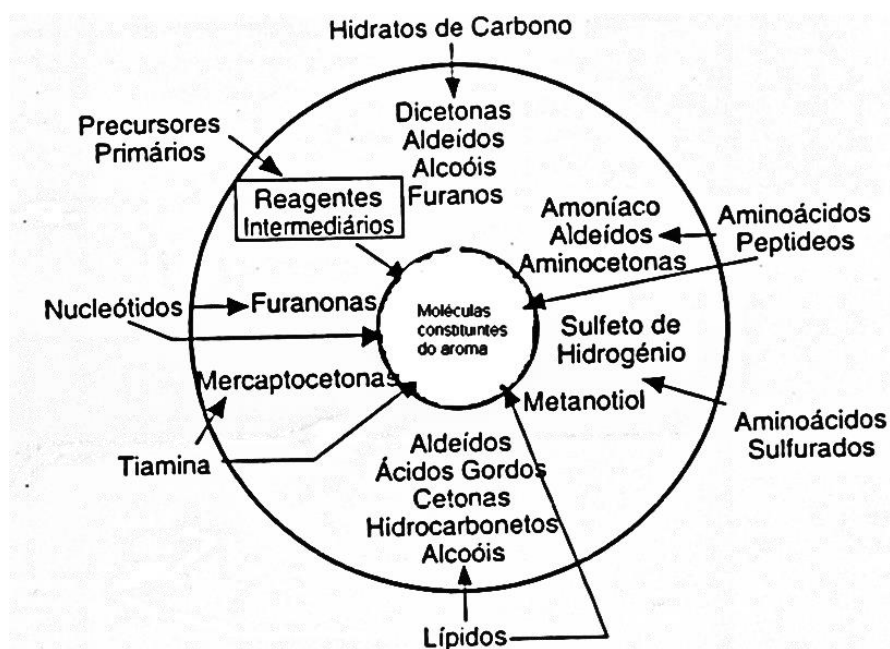 Hidratos de Carbono
Precursores
Primários
Dicetonas
Aldeídos
Alcoóis
Furanos
Reagentes
Intermediários
Amoníaco
Aldeídos
Aminocetonas
Aminoácidos
Peptideos
Nucleótidos
Furanonas
Moléculas
constituintes
do aroma
Sulfeto de
Hidrogénio
Mercaptocetonas
Metanotiol
Aminoácidos
Sulfurados
Tiamina
Aldeídos
Ácidos Gordos
Cetonas
Hidrocarbonetos
Alcoóis
Lípidos